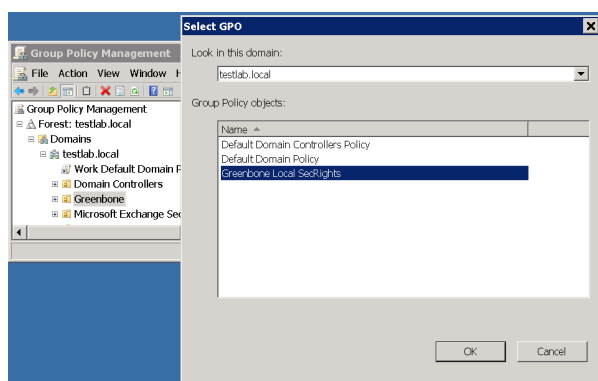 Select GPO
Group Policy Management
File Action View Window
Group Policy Management
Forest: testlab.local
Domains
testlab.local
Work Default Domain P
Domain Controllers
Greenbone
Microsoft Exchange Sec
Look in this domain:
testlab.local
Group Policy objects:
Name
Default Domain Controllers Policy
Default Domain Policy
Greenbone Local SecRights
OK Cancel